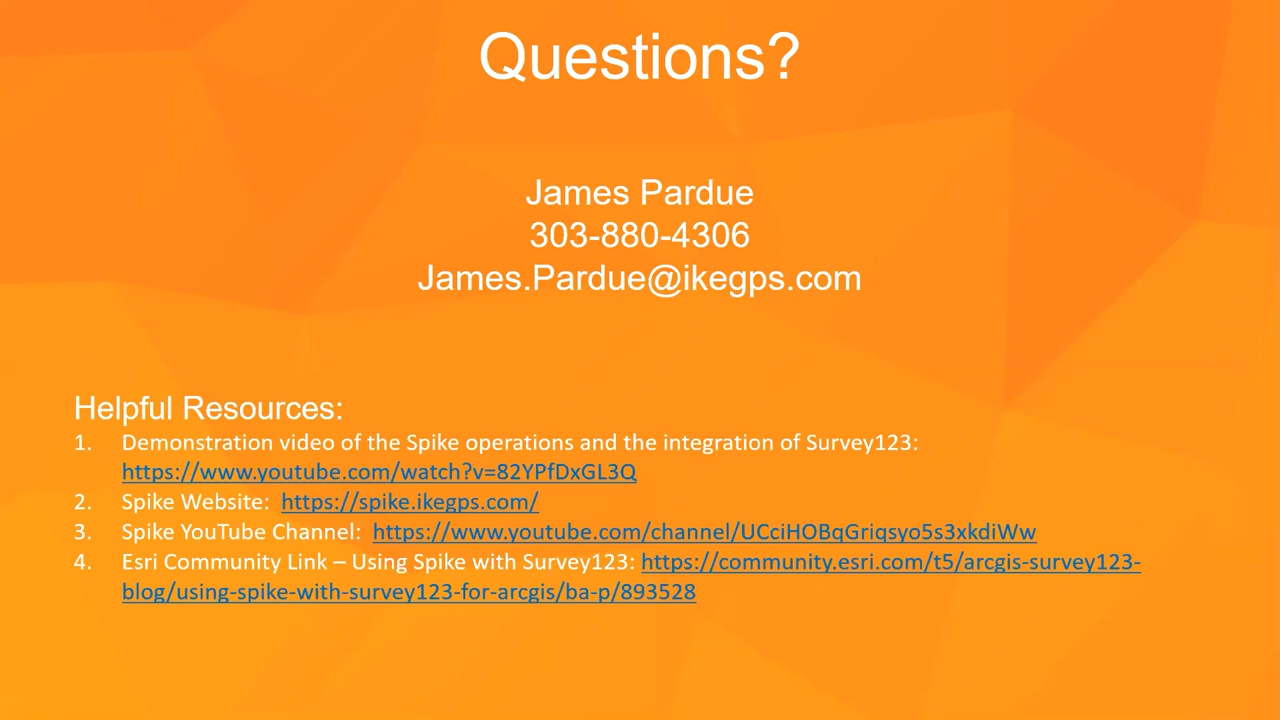 Questions?
James Pardue
303-880-4306
James.Pardue@ikegps.com
Helpful Resources:
1. Demonstration video of the Spike operations and the integration of Survey123:
https://www.youtube.com/watch?v=82YPfDxGL3Q
2. Spike Website: https://spike.ikegps.com/
3. Spike YouTube Channel: https://www.youtube.com/channel/UCciHOBqGriqsyo5s3xkdiWw
4. Esri Community Link – Using Spike with Survey123: https://community.esri.com/t5/arcgis-survey123-
blog/using-spike-with-survey123-for-arcgis/ba-p/893528